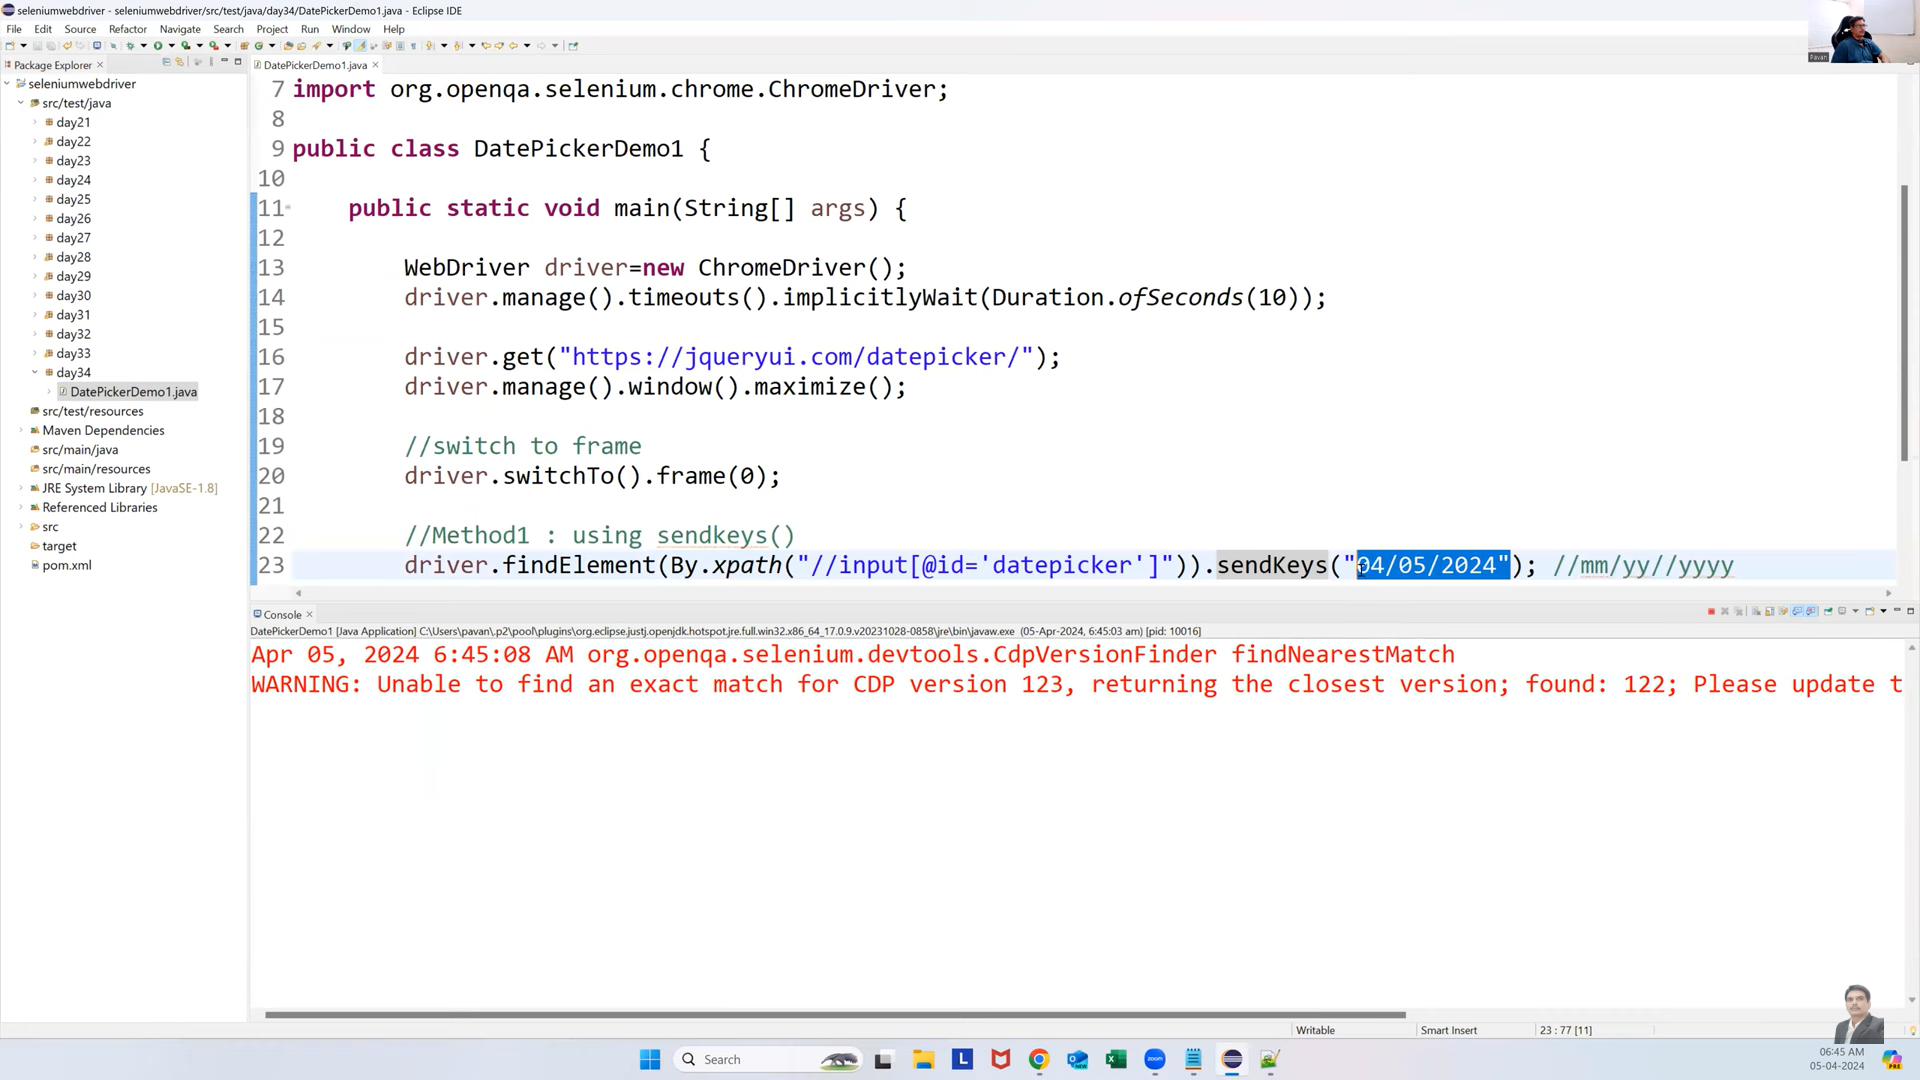 seleniumwebdriver - seleniumwebdriver/src/test/java/day34/DatePickerDemo1.java - Eclipse IDE
File Edit Source Refactor Navigate Search Project Run Window Help
Pavan
Package Explorer
seleniumwebdriver
src/test/java
day21
day22
day23
day24
day25
day26
day27
day28
day29
day30
day31
day32
day33
day34
DatePickerDemo1.java
src/test/resources
Maven Dependencies
src/main/java
src/main/resources
JRE System Library [JavaSE-1.8]
Referenced Libraries
src
target
pom.xml
DatePickerDemo1.java
7 import org.openqa.selenium.chrome.ChromeDriver;
8
9 public class DatePickerDemo1 {
10
11 public static void main(String[] args) {
12
13 WebDriver driver=new ChromeDriver();
14 driver.manage().timeouts().implicitlyWait(Duration.ofSeconds(10));
15
16 driver.get("https://jqueryui.com/datepicker/");
17 driver.manage().window().maximize();
18
19 //switch to frame
20 driver.switchTo().frame(0);
21
22 //Method1 : using sendkeys()
23 driver.findElement(By.xpath("//input[@id='datepicker']")).sendKeys("04/05/2024"); //mm/yy//yyyy
Console
DatePickerDemo1 [Java Application] C:\Users\pavan\.p2\pool\plugins\org.eclipse.justj.openjdk.hotspot.jre.full.win32.x86_64_17.0.9.v20231028-0858\jre\bin\javaw.exe (05-Apr-2024, 6:45:03 am) [pid: 10016]
Apr 05, 2024 6:45:08 AM org.openqa.selenium.devtools.CdpVersionFinder findNearestMatch
WARNING: Unable to find an exact match for CDP version 123, returning the closest version; found: 122; Please update t
Writable Smart Insert 23 : 77 [11]
Search
06:45 AM
05-04-2024